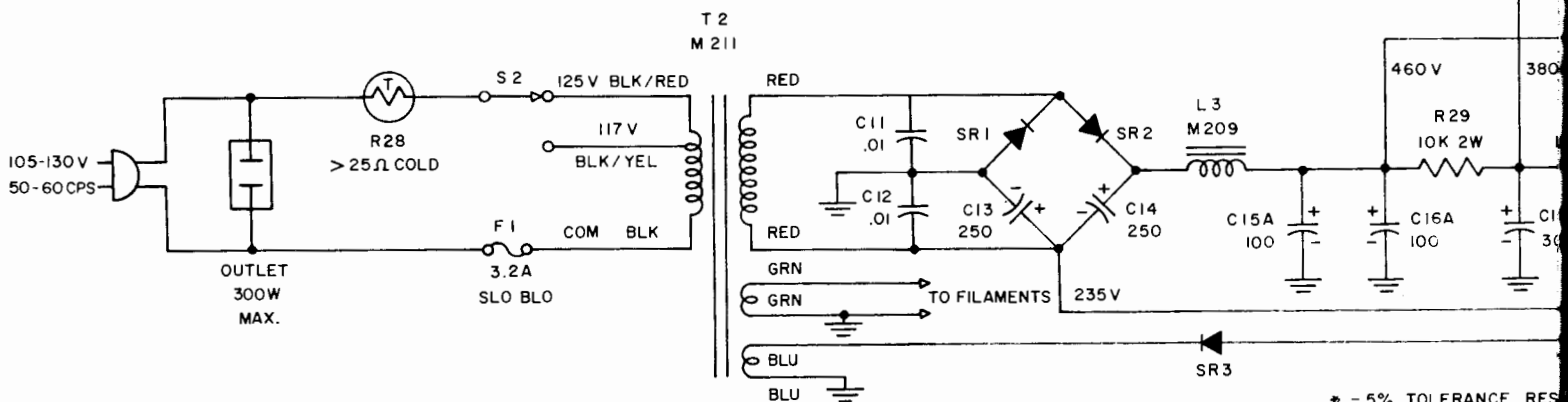 T 2
M 211
105-130 V
50-60 CPS
OUTLET
300W
MAX.
T
R28
>25Ω COLD
S 2
125 V BLK/RED
117 V
BLK/YEL
F 1
3.2A
SLO BLO
COM BLK
RED
RED
C11
.01
C12
.01
SR1
SR2
- +
C13
250
- +
C14
250
L 3
M209
460 V
380
R29
10K 2W
+
C15A
100
-
+
C16A
100
-
+
-
GRN
GRN
TO FILAMENTS
235 V
BLU
BLU
SR3
* - 5% TOLERANCE